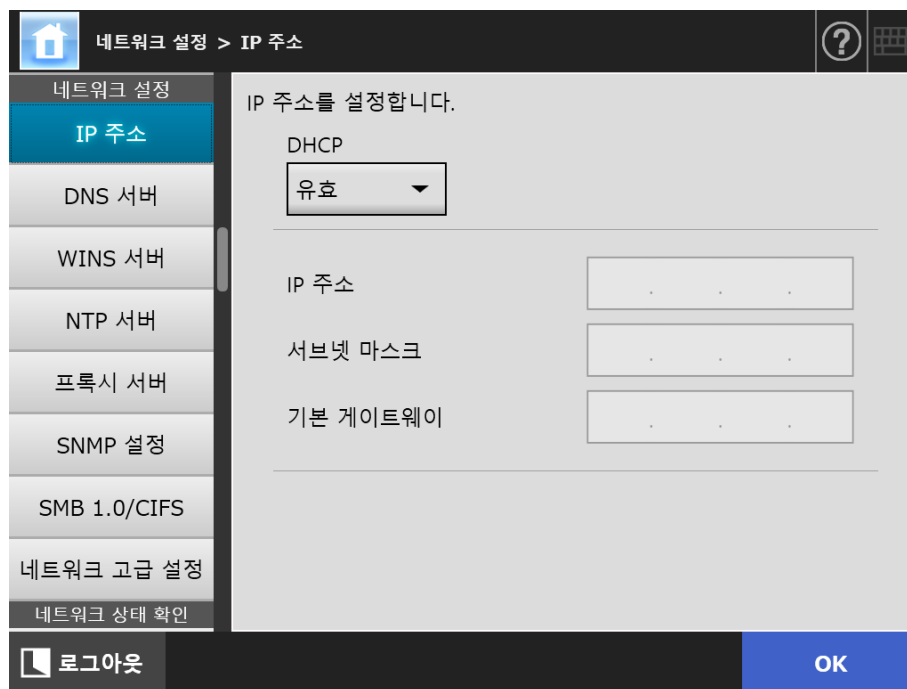 네트워크 설정 > IP 주소
네트워크 설정
IP 주소
DNS 서버
WINS 서버
NTP 서버
프록시 서버
SNMP 설정
SMB 1.0/CIFS
네트워크 고급 설정
네트워크 상태 확인
IP 주소를 설정합니다.
DHCP
유효
IP 주소
. . .
서브넷 마스크
. . .
기본 게이트웨이
. . .
로그아웃
OK